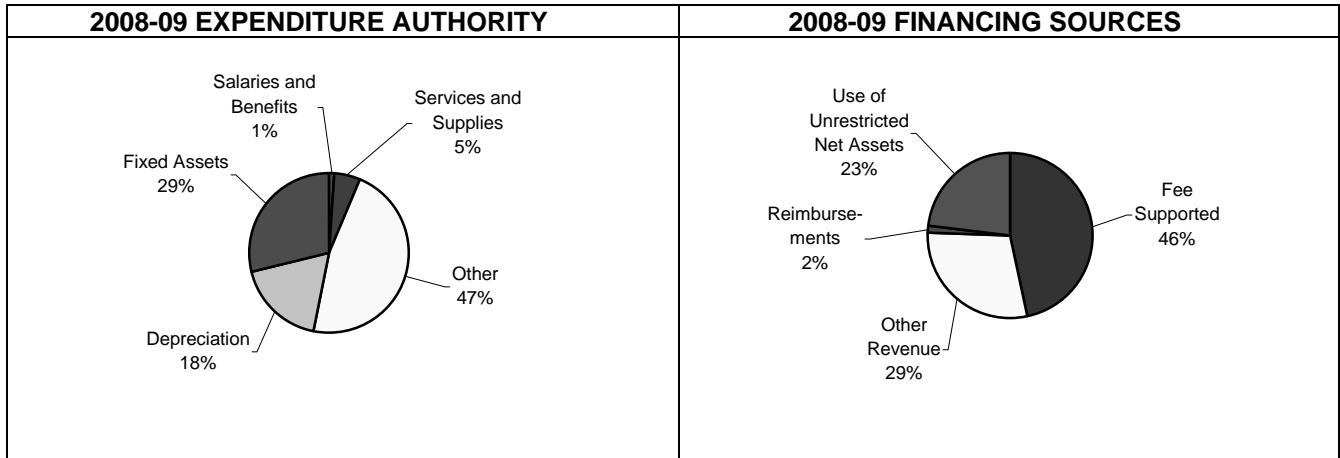 2008-09 EXPENDITURE AUTHORITY
Salaries and
Benefits
1%
Services and
Supplies
5%
Fixed Assets
29%
Other
47%
Depreciation
18%
2008-09 FINANCING SOURCES
Use of
Unrestricted
Net Assets
23%
Fee
Supported
46%
Reimburse-
ments
2%
Other
Revenue
29%